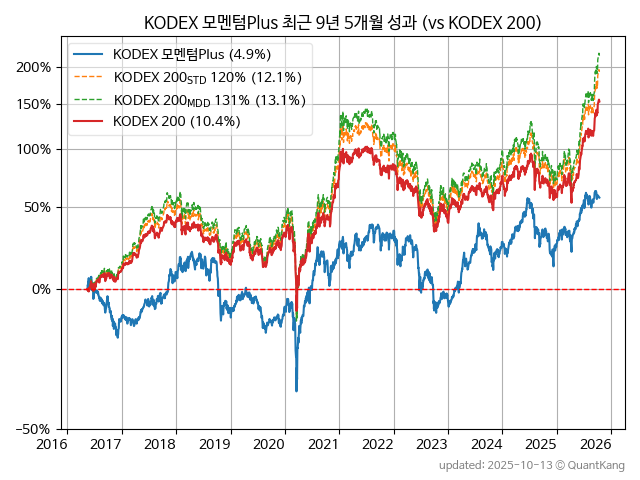 KODEX 모멘텀Plus 최근 9년 5개월 성과 (vs KODEX 200)
KODEX 모멘텀Plus (4.9%)
KODEX 200STD 120% (12.1%)
KODEX 200MDD 131% (13.1%)
KODEX 200 (10.4%)
200%
150%
100%
50%
0%
−50%
2016 2017 2018 2019 2020 2021 2022 2023 2024 2025 2026
updated: 2025-10-13 © QuantKang